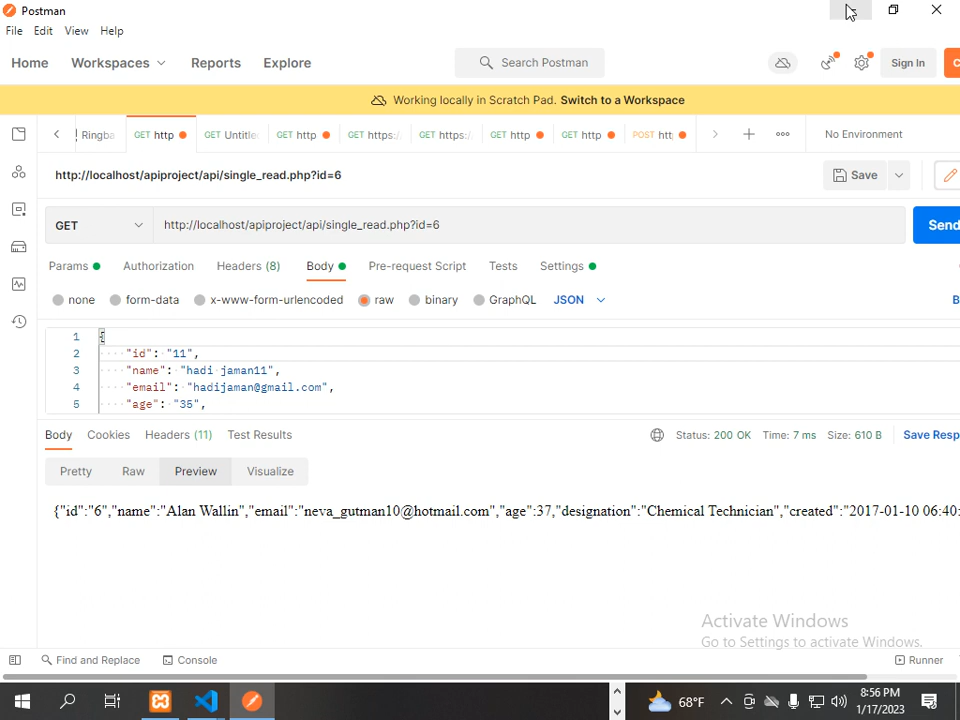 Postman
File Edit View Help
Home Workspaces Reports Explore Search Postman Sign In
Working locally in Scratch Pad. Switch to a Workspace
Ringba GET http GET Untitle GET http GET https:/ GET https:/ GET http GET http POST htt No Environment
http://localhost/apiproject/api/single_read.php?id=6 Save
GET http://localhost/apiproject/api/single_read.php?id=6 Send
Params Authorization Headers (8) Body Pre-request Script Tests Settings
none form-data x-www-form-urlencoded raw binary GraphQL JSON B
1 {
2 "id": "11",
3 "name": "hadi jaman11",
4 "email": "hadijaman@gmail.com",
5 "age": "35",
Body Cookies Headers (11) Test Results Status: 200 OK Time: 7 ms Size: 610 B Save Resp
Pretty Raw Preview Visualize
{"id":"6","name":"Alan Wallin","email":"neva_gutman10@hotmail.com","age":37,"designation":"Chemical Technician","created":"2017-01-10 06:40:
Activate Windows
Go to Settings to activate Windows.
Find and Replace Console Runner
68°F 8:56 PM
1/17/2023